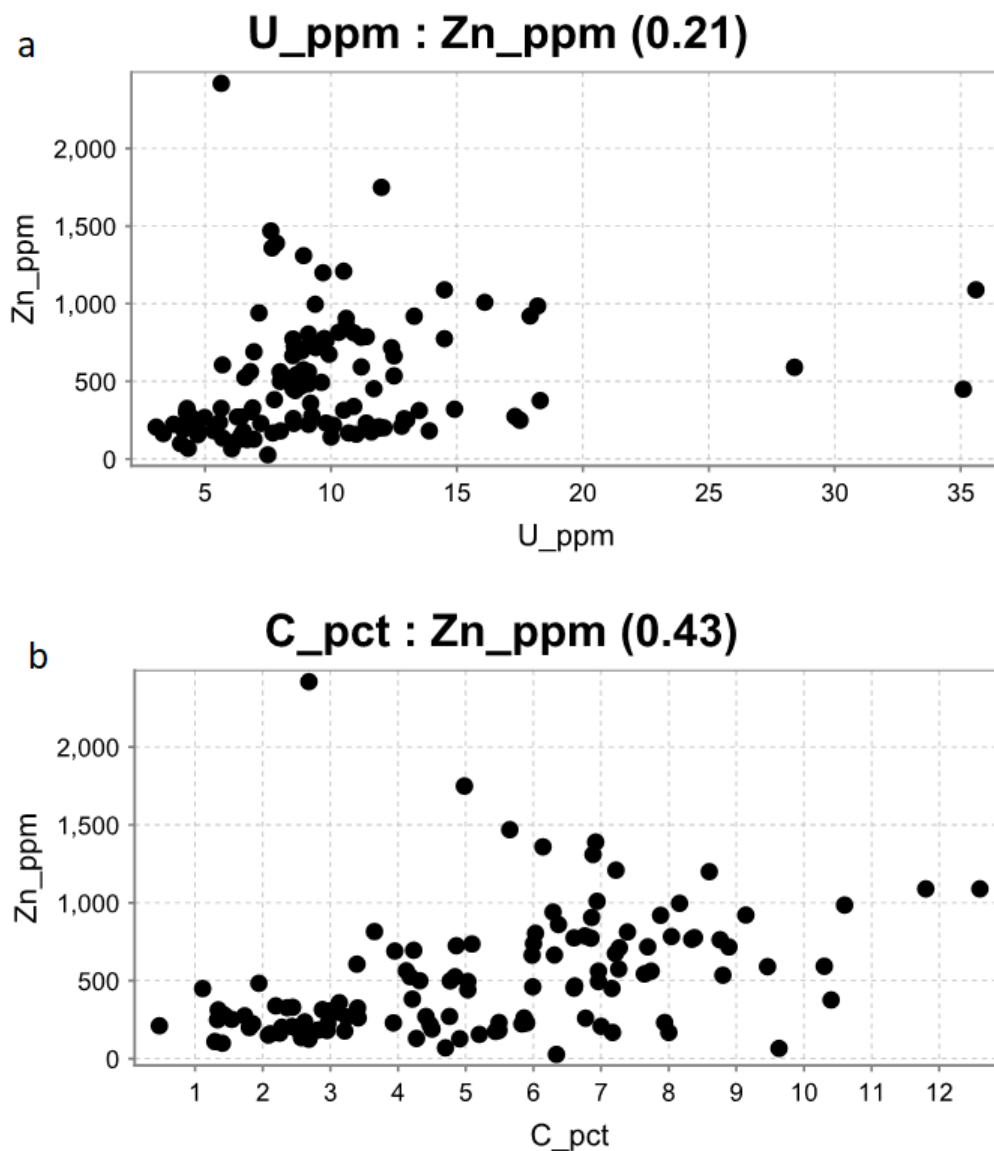 a
U_ppm : Zn_ppm (0.21)
2,000
1,500
1,000
500
0
Zn_ppm
5 10 15 20 25 30 35
U_ppm
b
C_pct : Zn_ppm (0.43)
2,000
1,500
1,000
500
0
Zn_ppm
1 2 3 4 5 6 7 8 9 10 11 12
C_pct